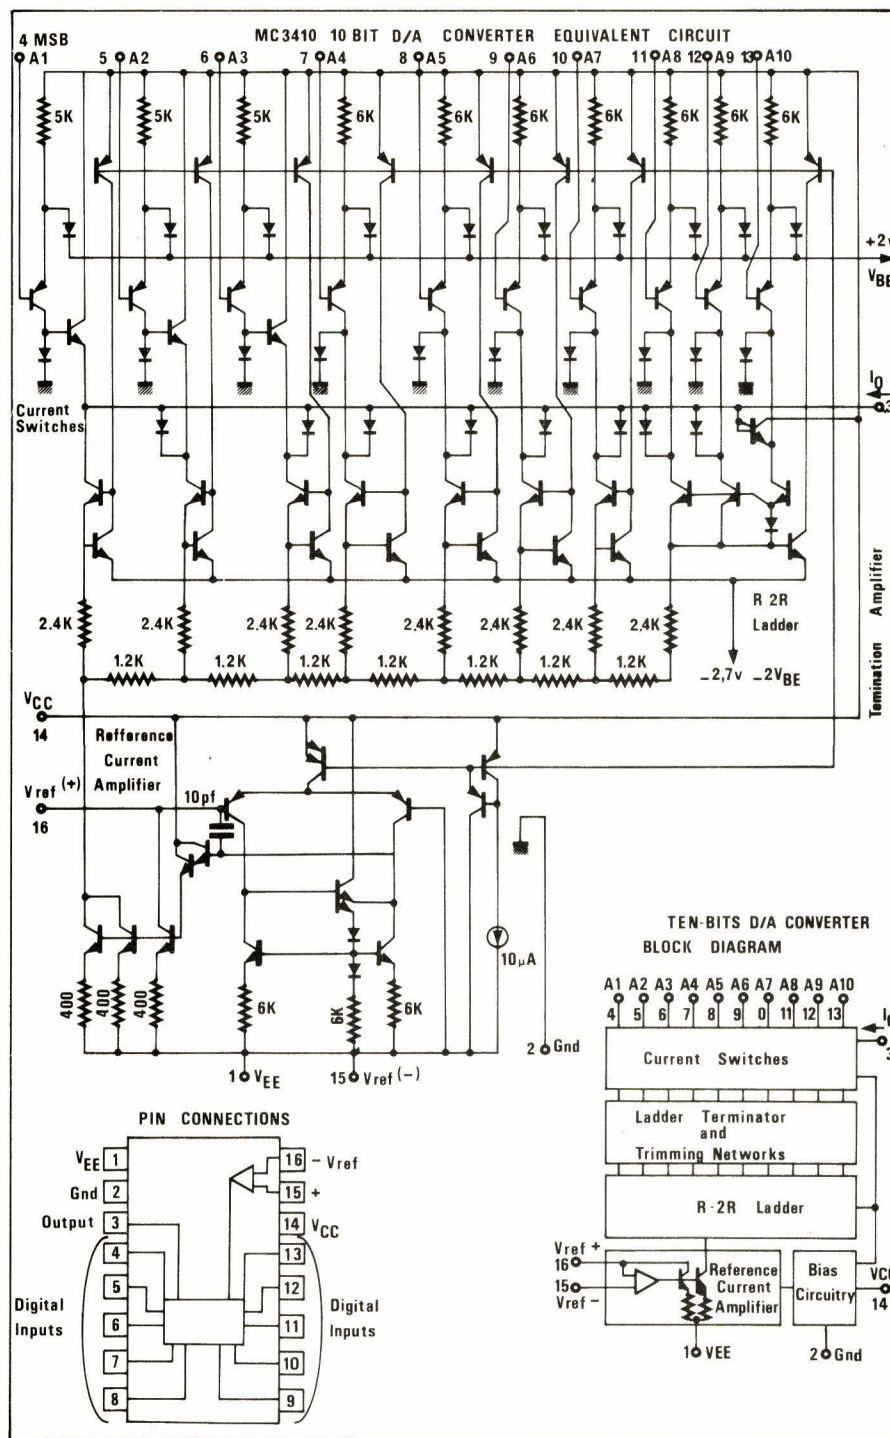 MC3410 10 BIT D/A CONVERTER EQUIVALENT CIRCUIT
4 MSB 5 6 7 8 9 10 11 12 13
A1 A2 A3 A4 A5 A6 A7 A8 A9 A10
5K 5K 5K 6K 6K 6K 6K 6K 6K 6K
+2v
VBE
IO
3
Current
Switches
Temination Amplifier
R 2R
Ladder
2.4K 2.4K 2.4K 2.4K 2.4K 2.4K 2.4K 2.4K
1.2K 1.2K 1.2K 1.2K 1.2K 1.2K 1.2K
-2,7v -2VBE
VCC
14
Refference
Current
Amplifier
Vref (+)
16
10pf
10µA
400 400 400
6K 6K 6K
1 VEE
15 Vref(-)
2 Gnd
TEN-BITS D/A CONVERTER
BLOCK DIAGRAM
A1 A2 A3 A4 A5 A6 A7 A8 A9 A10
4 5 6 7 8 9 0 11 12 13
3
Current Switches
Ladder Terminator
and
Trimming Networks
R-2R Ladder
Vref +
16
15
Vref -
Reference
Current
Amplifier
Bias
Circuitry
14
1 VEE
2 Gnd
PIN CONNECTIONS
VEE 1
Gnd 2
Output 3
4
5
6
7
8
Digital
Inputs
16 - Vref
15 +
14 VCC
13
12
11
10
9
Digital
Inputs